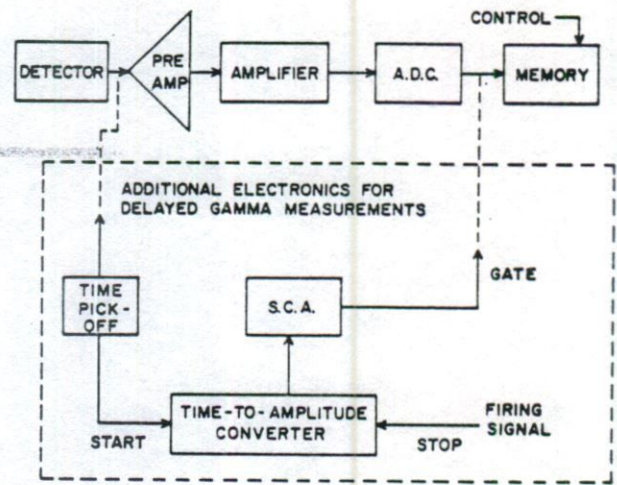 CONTROL
DETECTOR
PRE
AMP
AMPLIFIER
A.D.C.
MEMORY
ADDITIONAL ELECTRONICS FOR
DELAYED GAMMA MEASUREMENTS
TIME
PICK-
OFF
S.C.A.
GATE
TIME-TO-AMPLITUDE
CONVERTER
START
STOP
FIRING
SIGNAL